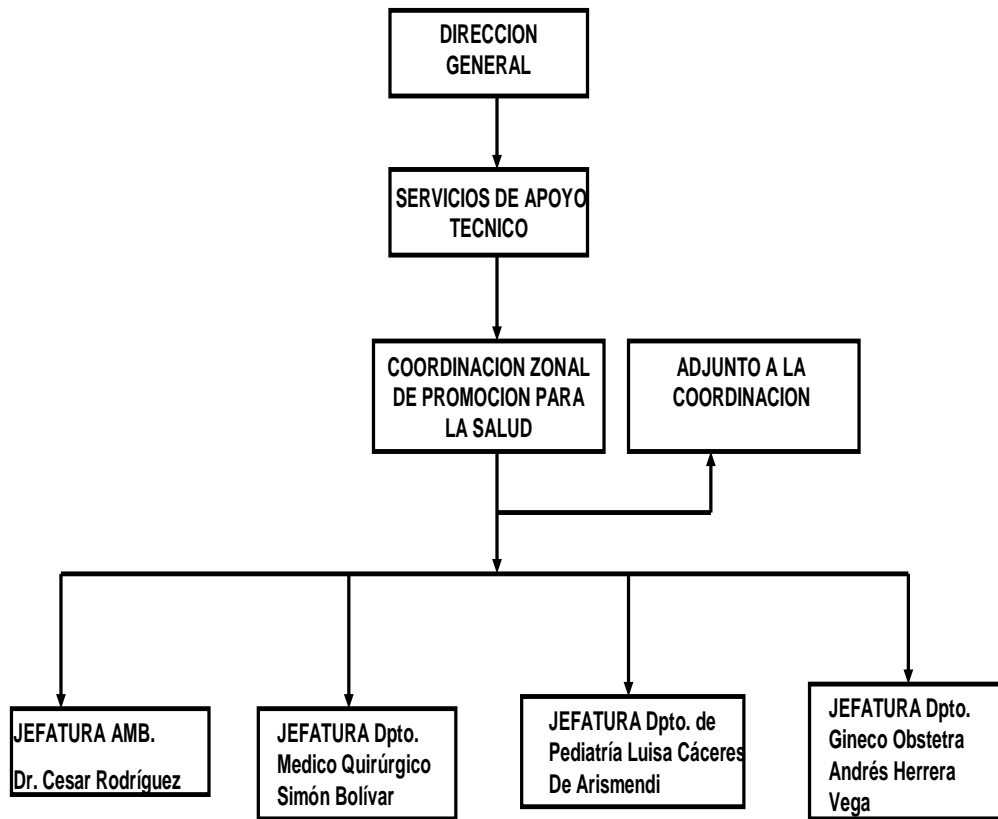 DIRECCION
GENERAL
SERVICIOS DE APOYO
TECNICO
COORDINACION ZONAL
DE PROMOCION PARA
LA SALUD
ADJUNTO A LA
COORDINACION
JEFATURA AMB.
Dr. Cesar Rodríguez
JEFATURA Dpto.
Medico Quirúrgico
Simón Bolívar
JEFATURA Dpto. de
Pediatría Luisa Cáceres
De Arismendi
JEFATURA Dpto.
Gineco Obstetra
Andrés Herrera
Vega